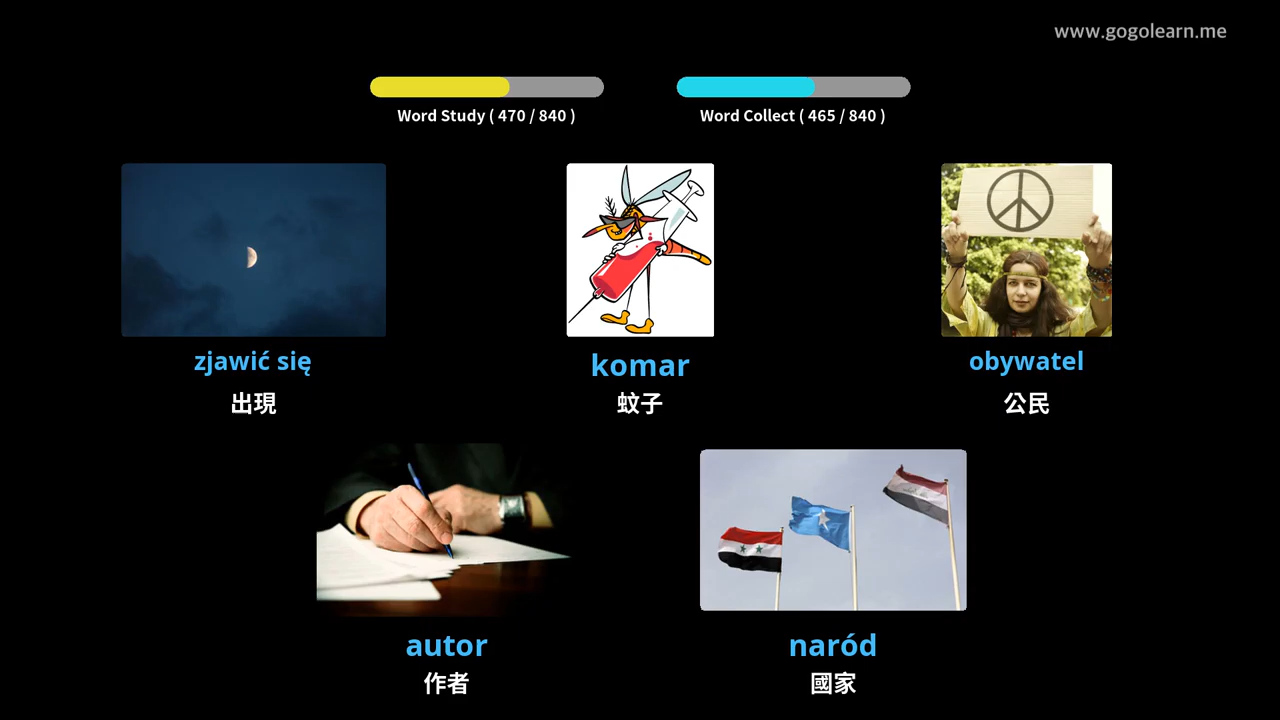 www.gogolearn.me
Word Study ( 470 / 840 )
Word Collect ( 465 / 840 )
zjawić się
出現
komar
蚊子
obywatel
公民
autor
作者
naród
國家